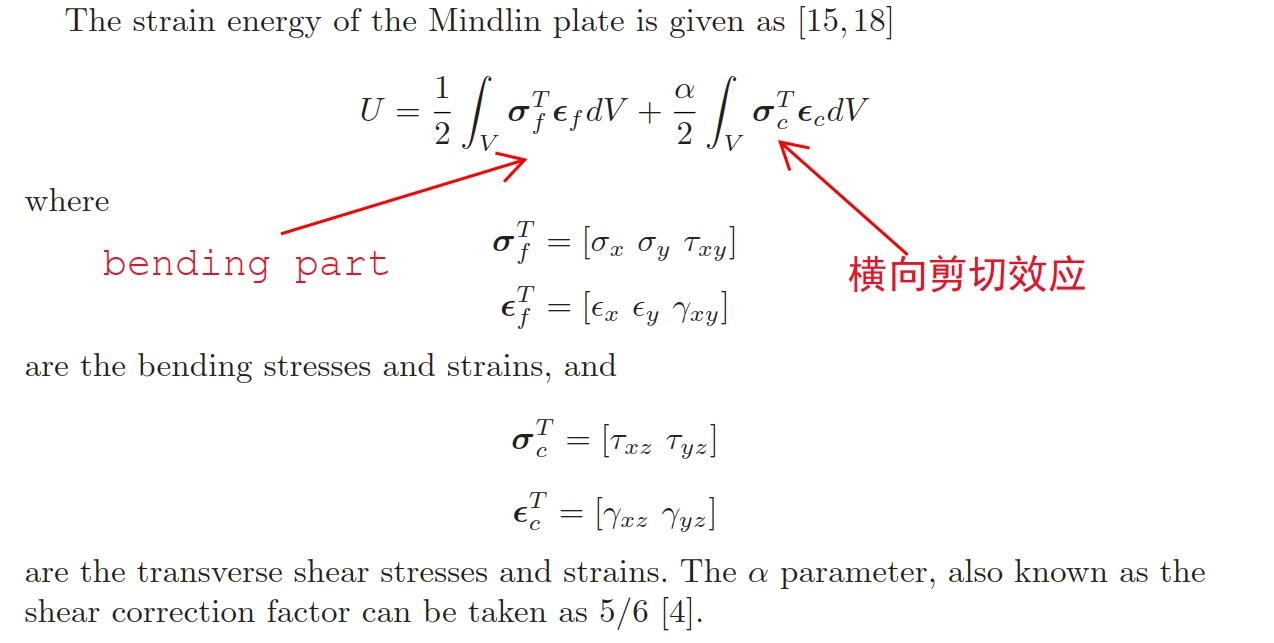 The strain energy of the Mindlin plate is given as [15, 18]
U = \frac{1}{2} \int_V \boldsymbol{\sigma}_f^T \boldsymbol{\epsilon}_f dV + \frac{\alpha}{2} \int_V \boldsymbol{\sigma}_c^T \boldsymbol{\epsilon}_c dV
where
\boldsymbol{\sigma}_f^T = [\sigma_x \ \sigma_y \ \tau_{xy}]
bending part
横向剪切效应
\boldsymbol{\epsilon}_f^T = [\epsilon_x \ \epsilon_y \ \gamma_{xy}]
are the bending stresses and strains, and
\boldsymbol{\sigma}_c^T = [\tau_{xz} \ \tau_{yz}]
\boldsymbol{\epsilon}_c^T = [\gamma_{xz} \ \gamma_{yz}]
are the transverse shear stresses and strains. The α parameter, also known as the
shear correction factor can be taken as 5/6 [4].